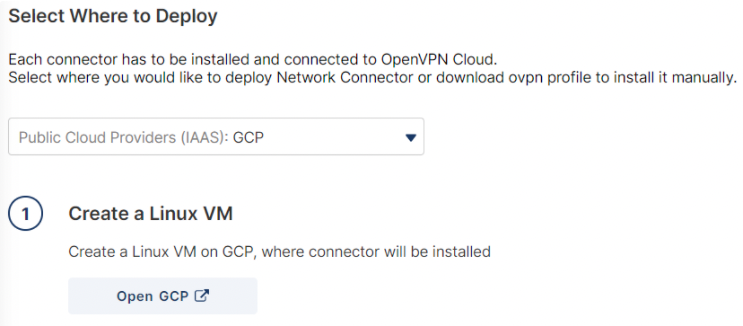 Select Where to Deploy
Each connector has to be installed and connected to OpenVPN Cloud.
Select where you would like to deploy Network Connector or download ovpn profile to install it manually.
Public Cloud Providers (IAAS): GCP
1 Create a Linux VM
Create a Linux VM on GCP, where connector will be installed
Open GCP